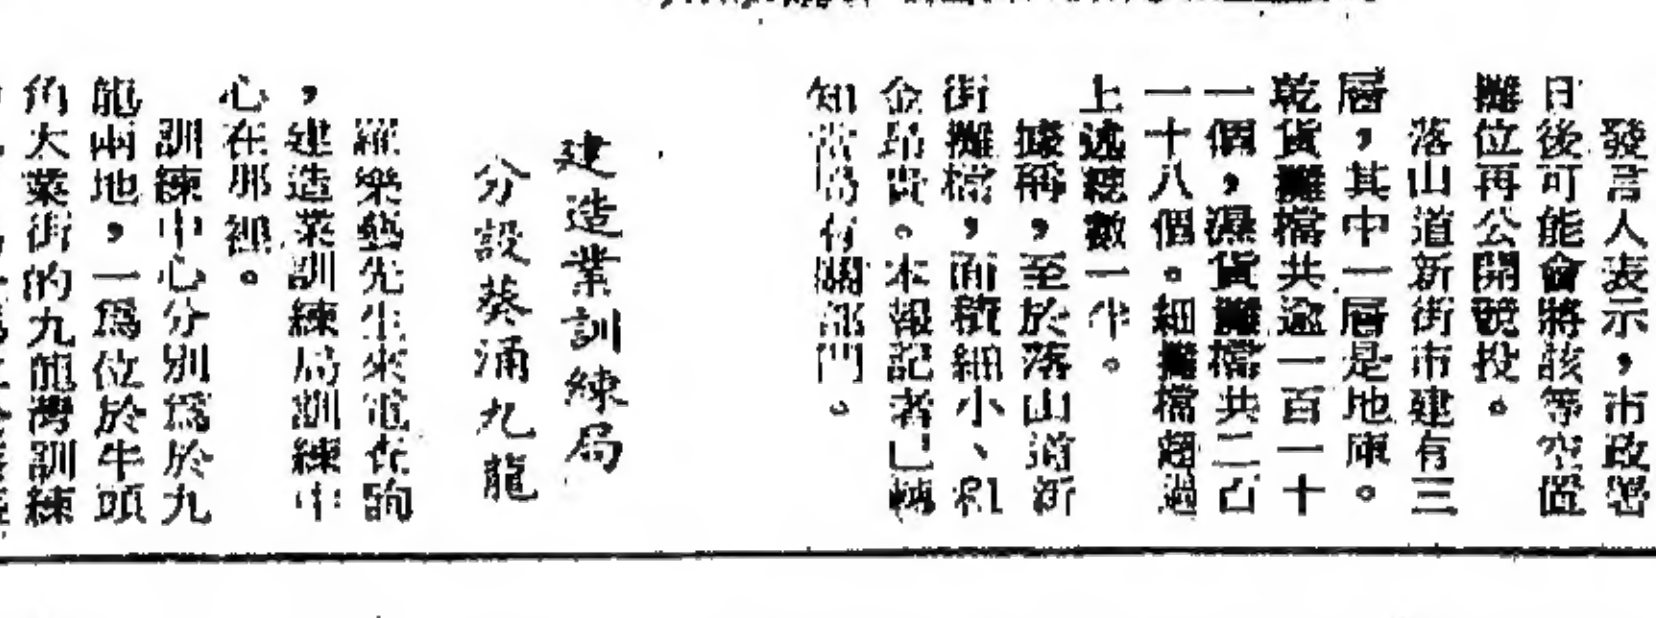 發言人表示，市政署
日後可能會將該等空置
攤位再公開競投。
落山道新街市建有三
層，其中一層是地庫。
乾貨攤檔共逾一百一十
一個，濕貨攤檔共二百
一十八個。細攤檔超過
上述總數一半。
據稱，至於落山道新
街攤檔，面積細小、租
金昂貴。本報記者已轉
知當局有關部門。
建造業訓練局
分設葵涌九龍
羅樂藝先生來電查詢
，建造業訓練局訓練中
心在那裡。
訓練中心分別為於九
龍兩地，一爲位於牛頭
角大業街的九龍灣訓練